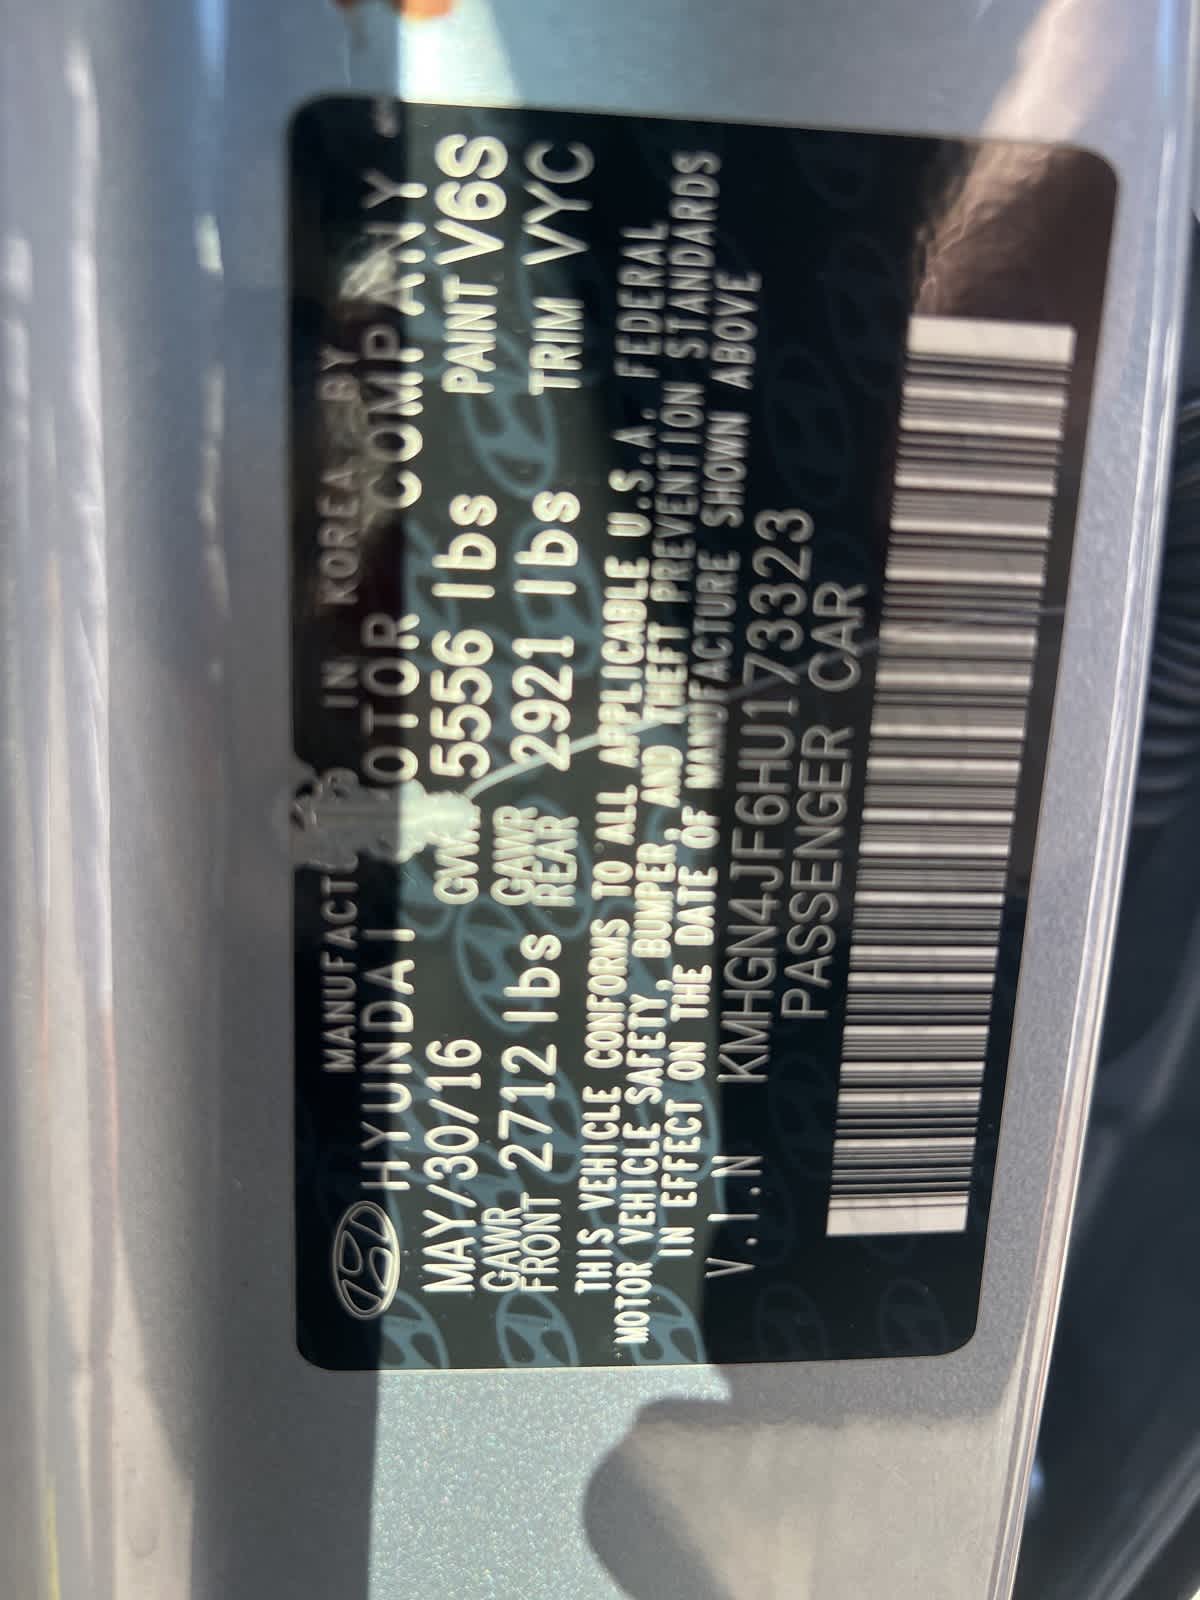 MANUFACTURED IN KOREA BY
HYUNDAI MOTOR COMPANY
MAY/30/16 GVWR 5556 lbs PAINT V6S
GAWR FRONT 2712 lbs GAWR REAR 2921 lbs TRIM VYC
THIS VEHICLE CONFORMS TO ALL APPLICABLE U.S.A. FEDERAL
MOTOR VEHICLE SAFETY, BUMPER, AND THEFT PREVENTION STANDARDS
IN EFFECT ON THE DATE OF MANUFACTURE SHOWN ABOVE
V.I.N KMHGN4JF6HU173323
PASSENGER CAR